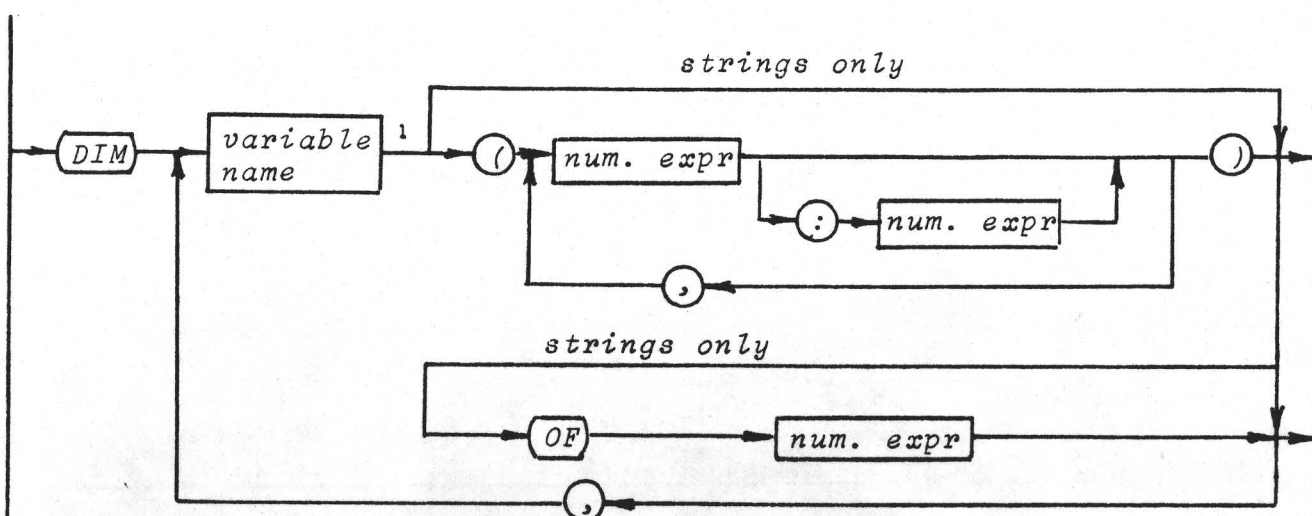 strings only
DIM
variable
name
1
(
num. expr
)
:
num. expr
,
strings only
OF
num. expr
,